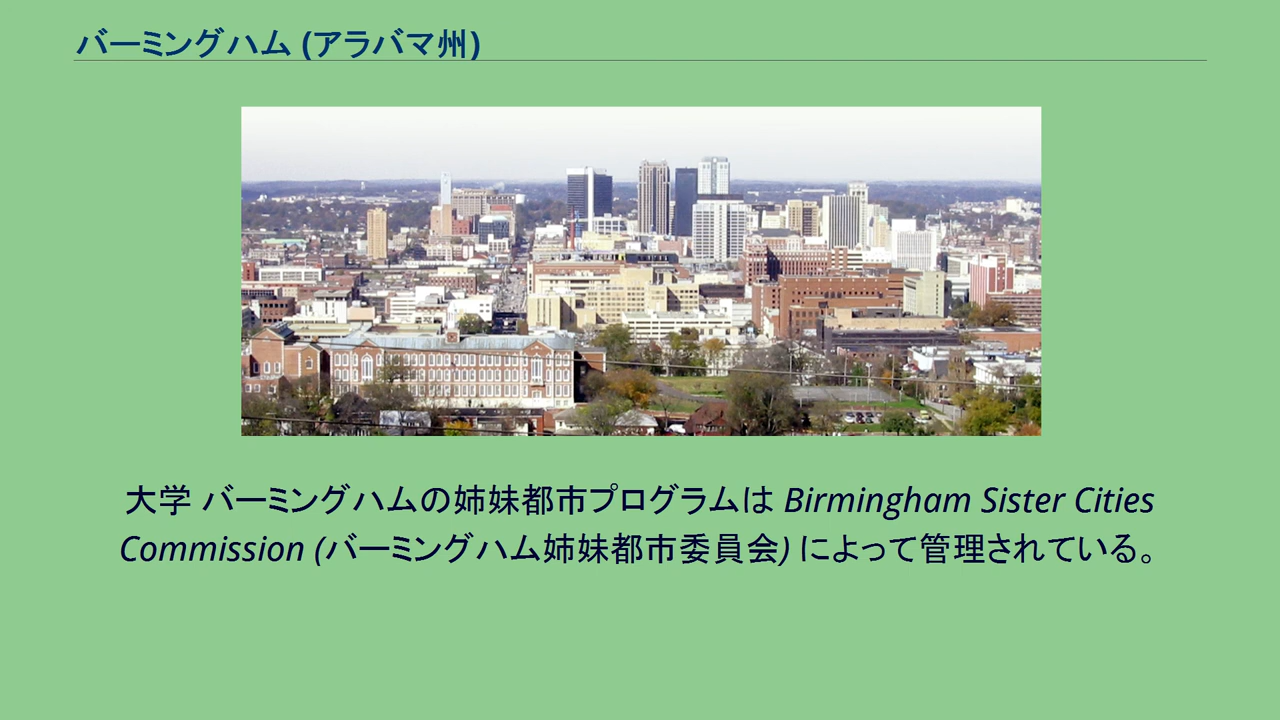 バーミングハム (アラバマ州)
大学 バーミングハムの姉妹都市プログラムは Birmingham Sister Cities
Commission (バーミングハム姉妹都市委員会) によって管理されている。